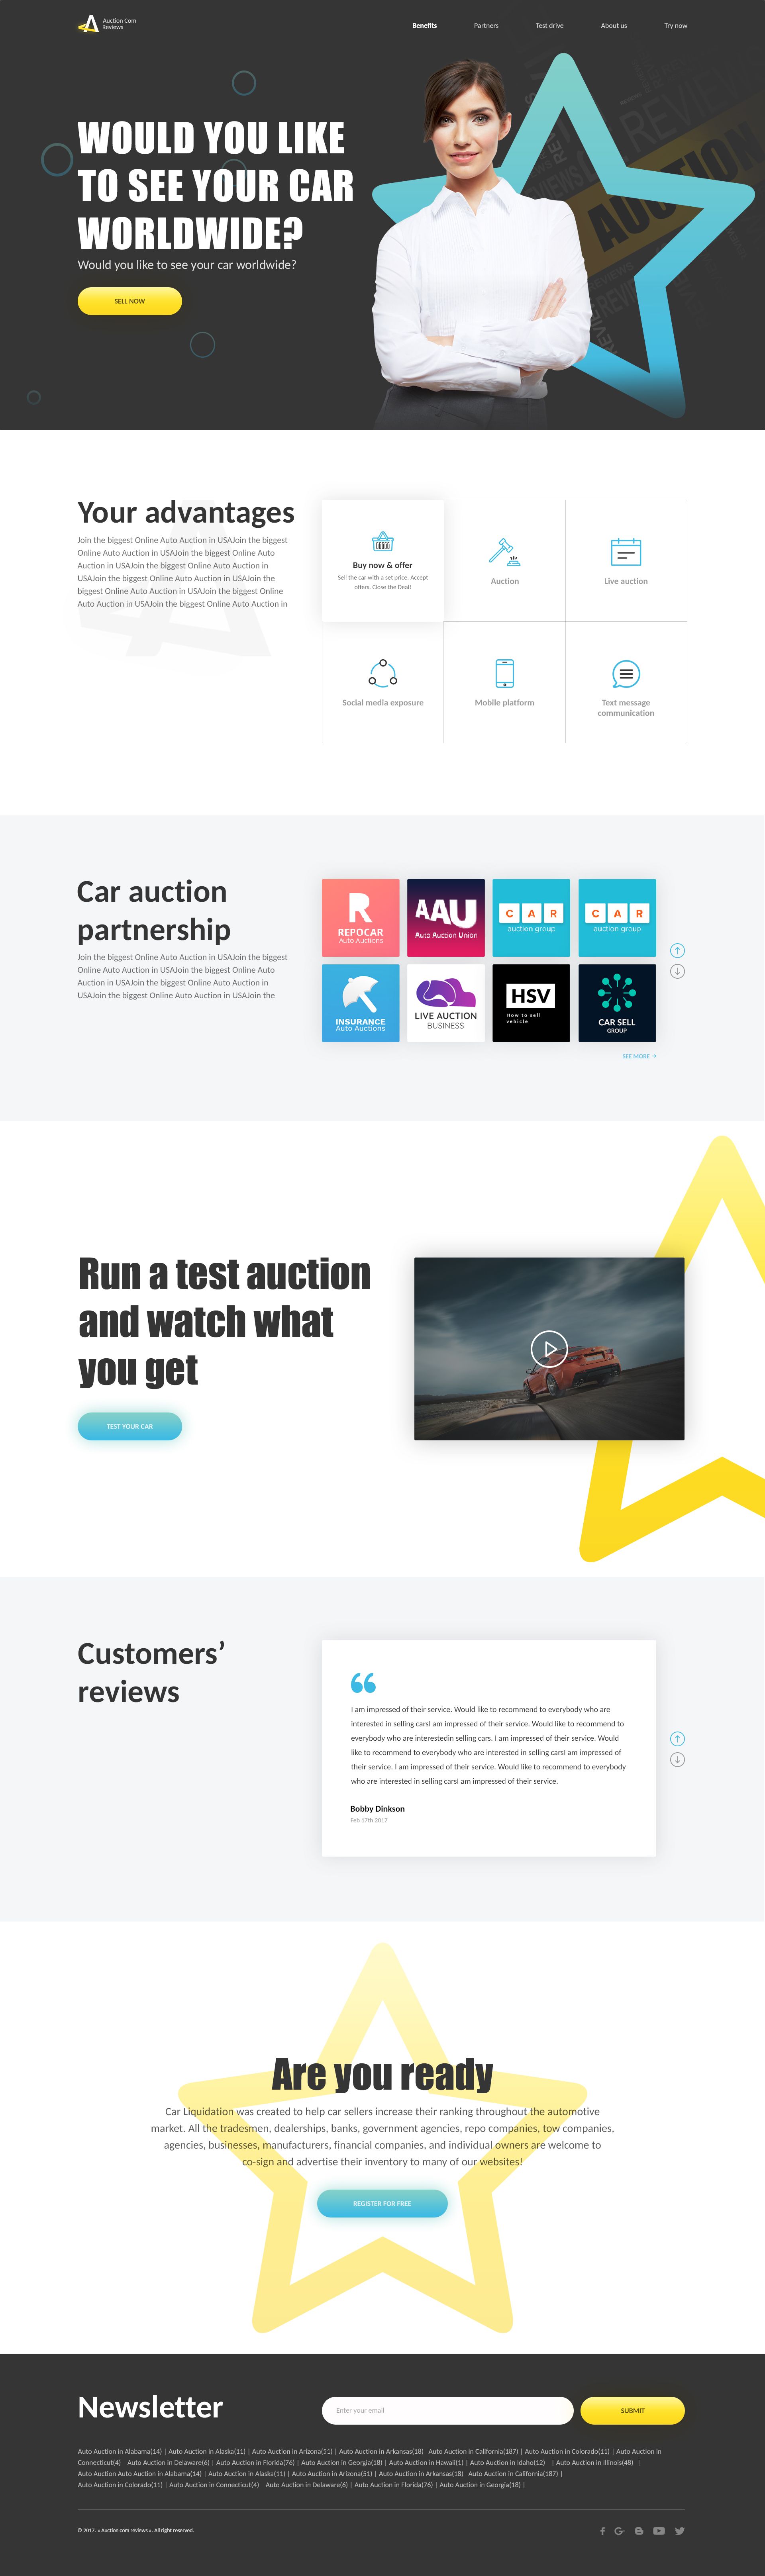 Auction Com
Reviews
Benefits
Partners
Test drive
About us
Try now
WOULD YOU LIKE
TO SEE YOUR CAR
WORLDWIDE?
Would you like to see your car worldwide?
SELL NOW
AUCTION
Your advantages
Join the biggest Online Auto Auction in USAJoin the biggest
Online Auto Auction in USAJoin the biggest Online Auto
Auction in USAJoin the biggest Online Auto Auction in
USAJoin the biggest Online Auto Auction in USAJoin the
biggest Online Auto Auction in USAJoin the biggest Online
Auto Auction in USAJoin the biggest Online Auto Auction in
Buy now & offer
Sell the car with a set price. Accept
offers. Close the Deal!
Auction
Live auction
Social media exposure
Mobile platform
Text message
communication
Car auction
partnership
Join the biggest Online Auto Auction in USAJoin the biggest
Online Auto Auction in USAJoin the biggest Online Auto
Auction in USAJoin the biggest Online Auto Auction in
USAJoin the biggest Online Auto Auction in USAJoin the
R
REPOCAR
Auto Auctions
AAU
Auto Auction Union
CAR
auction group
CAR
auction group
INSURANCE
Auto Auctions
LIVE AUCTION
BUSINESS
HSV
How to sell
vehicle
CAR SELL
GROUP
SEE MORE
Run a test auction
and watch what
you get
TEST YOUR CAR
Customers’
reviews
I am impressed of their service. Would like to recommend to everybody who are
interested in selling carsI am impressed of their service. Would like to recommend to
everybody who are interestedin selling cars. I am impressed of their service. Would
like to recommend to everybody who are interested in selling carsI am impressed of
their service. I am impressed of their service. Would like to recommend to everybody
who are interested in selling carsI am impressed of their service.
Bobby Dinkson
Feb 17th 2017
Are you ready
Car Liquidation was created to help car sellers increase their ranking throughout the automotive
market. All the tradesmen, dealerships, banks, government agencies, repo companies, tow companies,
agencies, businesses, manufacturers, financial companies, and individual owners are welcome to
co-sign and advertise their inventory to many of our websites!
REGISTER FOR FREE
Newsletter
Enter your email
SUBMIT
Auto Auction in Alabama(14) | Auto Auction in Alaska(11) | Auto Auction in Arizona(51) | Auto Auction in Arkansas(18) Auto Auction in California(187) | Auto Auction in Colorado(11) | Auto Auction in
Connecticut(4) Auto Auction in Delaware(6) | Auto Auction in Florida(76) | Auto Auction in Georgia(18) | Auto Auction in Hawaii(1) | Auto Auction in Idaho(12) | Auto Auction in Illinois(48) |
Auto Auction Auto Auction in Alabama(14) | Auto Auction in Alaska(11) | Auto Auction in Arizona(51) | Auto Auction in Arkansas(18) Auto Auction in California(187) |
Auto Auction in Colorado(11) | Auto Auction in Connecticut(4) Auto Auction in Delaware(6) | Auto Auction in Florida(76) | Auto Auction in Georgia(18) |
© 2017. « Auction com reviews ». All right reserved.